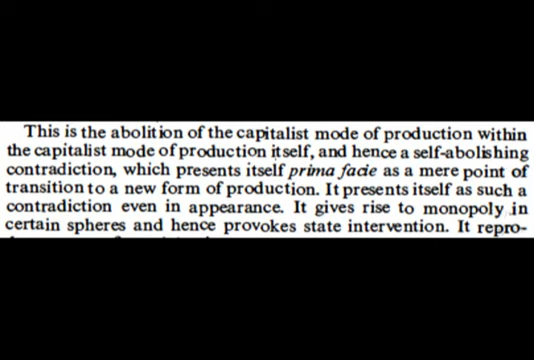 This is the abolition of the capitalist mode of production within
the capitalist mode of production itself, and hence a self-abolishing
contradiction, which presents itself prima facie as a mere point of
transition to a new form of production. It presents itself as such a
contradiction even in appearance. It gives rise to monopoly in
certain spheres and hence provokes state intervention. It repro-